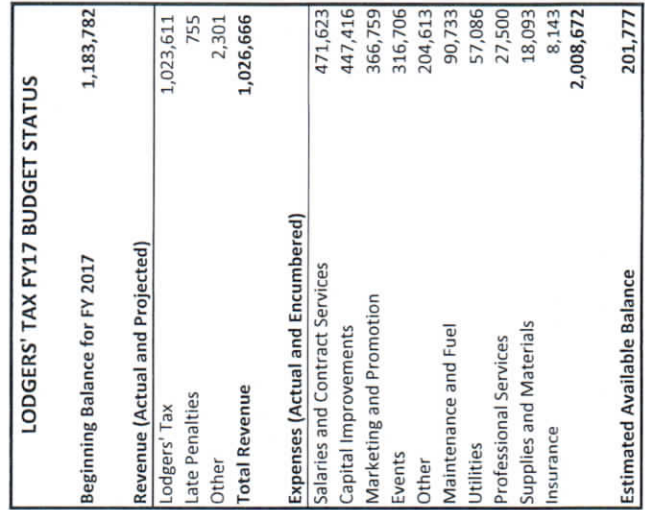 LODGERS' TAX FY17 BUDGET STATUS
Beginning Balance for FY 2017 1,183,782
Revenue (Actual and Projected)
Lodgers' Tax 1,023,611
Late Penalties 755
Other 2,301
Total Revenue 1,026,666
Expenses (Actual and Encumbered)
Salaries and Contract Services 471,623
Capital Improvements 447,416
Marketing and Promotion 366,759
Events 316,706
Other 204,613
Maintenance and Fuel 90,733
Utilities 57,086
Professional Services 27,500
Supplies and Materials 18,093
Insurance 8,143
2,008,672
Estimated Available Balance 201,777